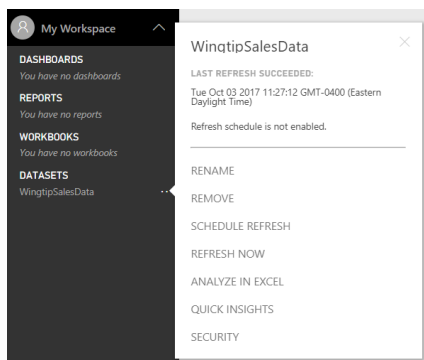 My Workspace
DASHBOARDS
You have no dashboards
REPORTS
You have no reports
WORKBOOKS
You have no workbooks
DATASETS
WingtipSalesData
WingtipSalesData
LAST REFRESH SUCCEEDED:
Tue Oct 03 2017 11:27:12 GMT-0400 (Eastern
Daylight Time)
Refresh schedule is not enabled.
RENAME
REMOVE
SCHEDULE REFRESH
REFRESH NOW
ANALYZE IN EXCEL
QUICK INSIGHTS
SECURITY